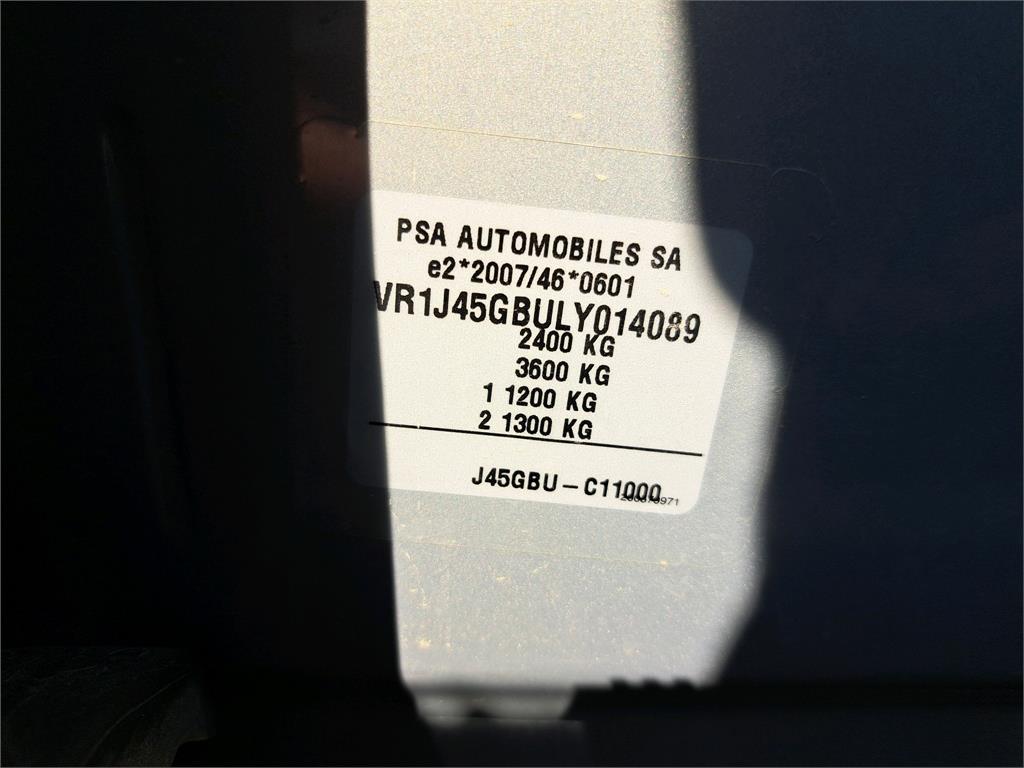 PSA AUTOMOBILES SA
e2*2007/46*0601
VR1J45GBULY014089
2400 KG
3600 KG
1 1200 KG
2 1300 KG
J45GBU – C11000